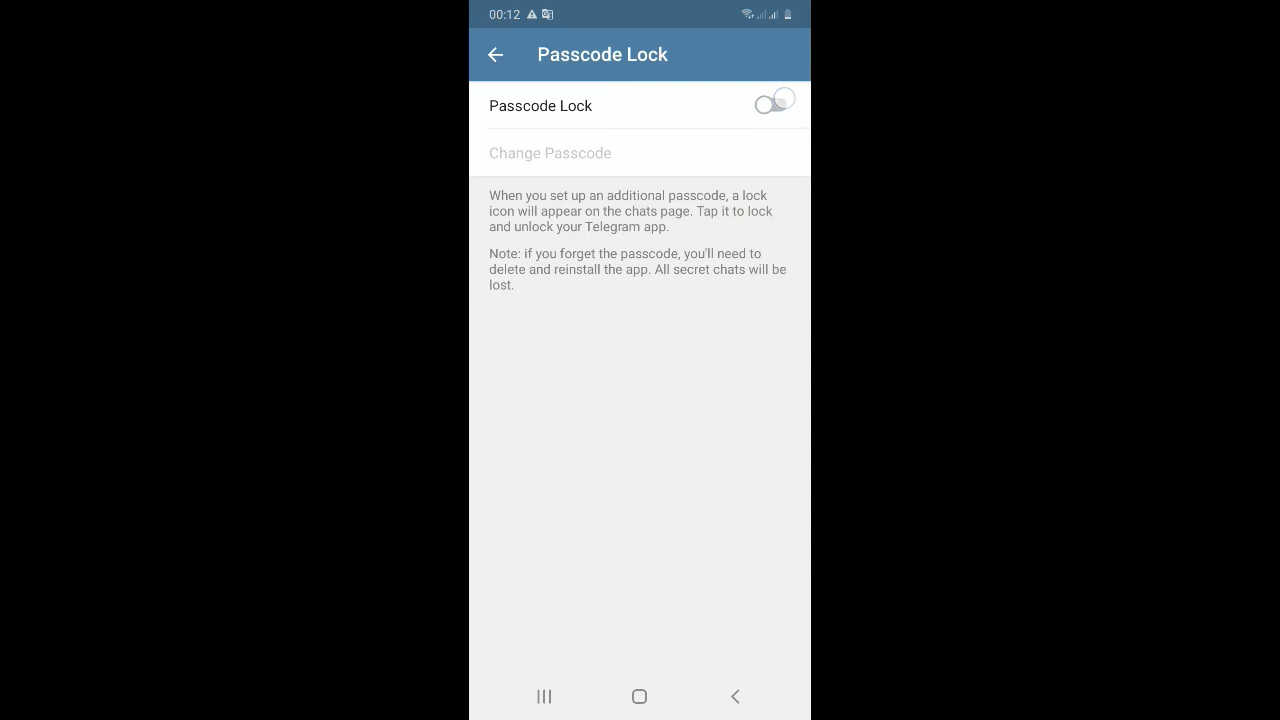 00:12
Passcode Lock
Passcode Lock
Change Passcode
When you set up an additional passcode, a lock
icon will appear on the chats page. Tap it to lock
and unlock your Telegram app.
Note: if you forget the passcode, you'll need to
delete and reinstall the app. All secret chats will be
lost.